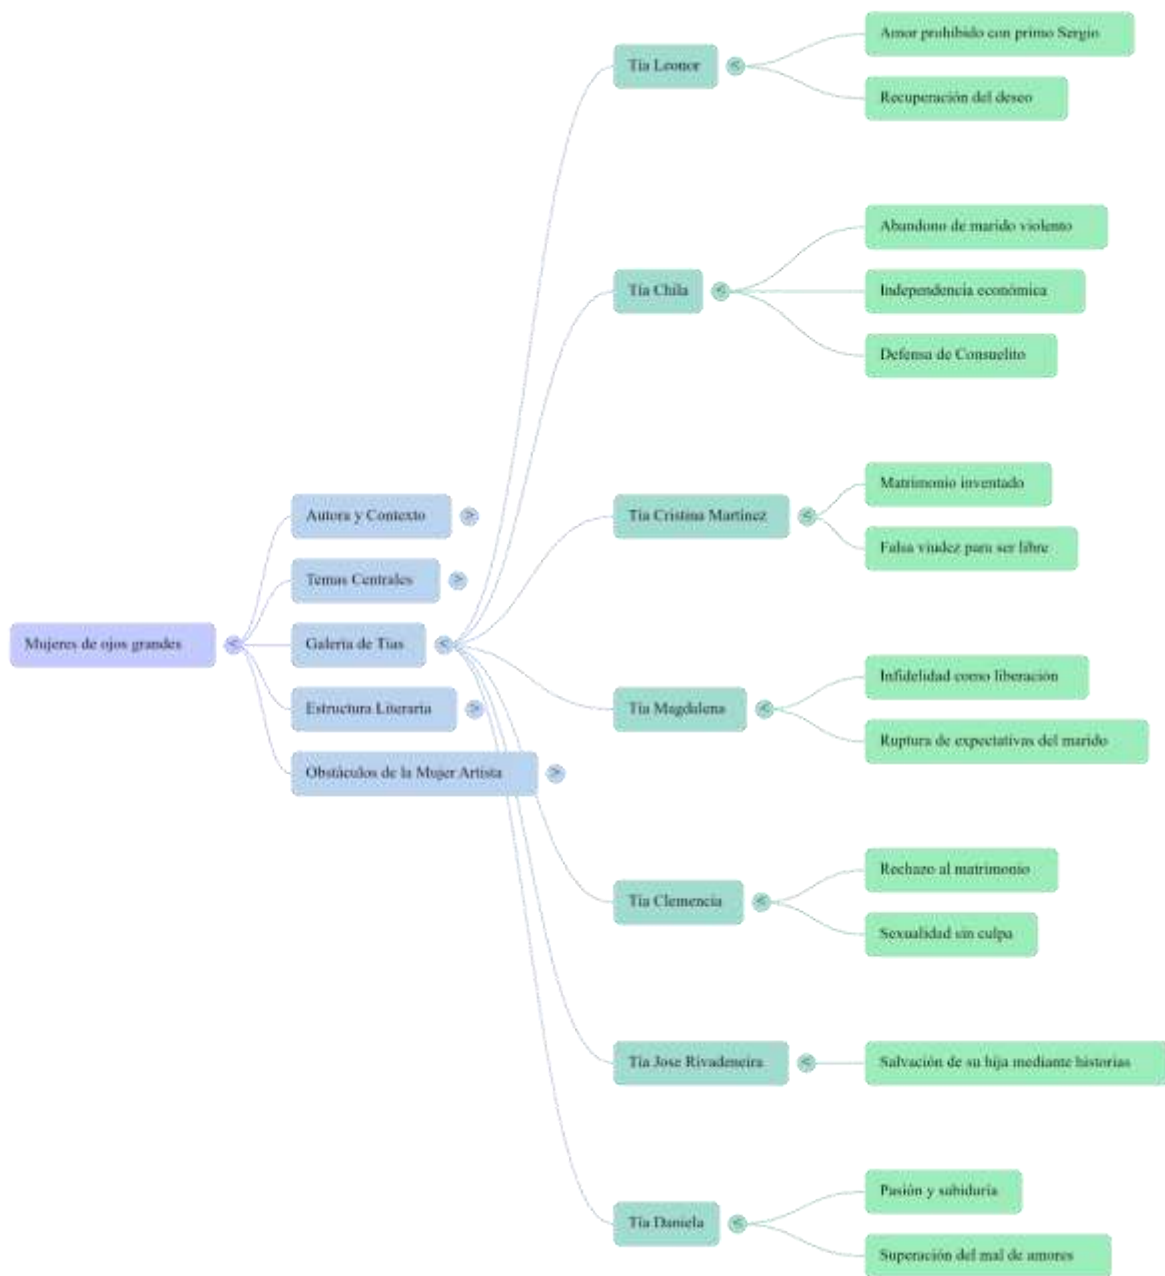 Mujeres de ojos grandes
Autora y Contexto
Temas Centrales
Galería de Tías
Estructura Literaria
Obstáculos de la Mujer Artista
Tía Leonor
Amor prohibido con primo Sergio
Recuperación del deseo
Tía Chila
Abandono de marido violento
Independencia económica
Defensa de Consuelito
Tía Cristina Martínez
Matrimonio inventado
Falsa viudez para ser libre
Tía Magdalena
Infidelidad como liberación
Ruptura de expectativas del marido
Tía Clemencia
Rechazo al matrimonio
Sexualidad sin culpa
Tía Jose Rivadeneira
Salvación de su hija mediante historias
Tía Daniela
Pasión y sabiduría
Superación del mal de amores